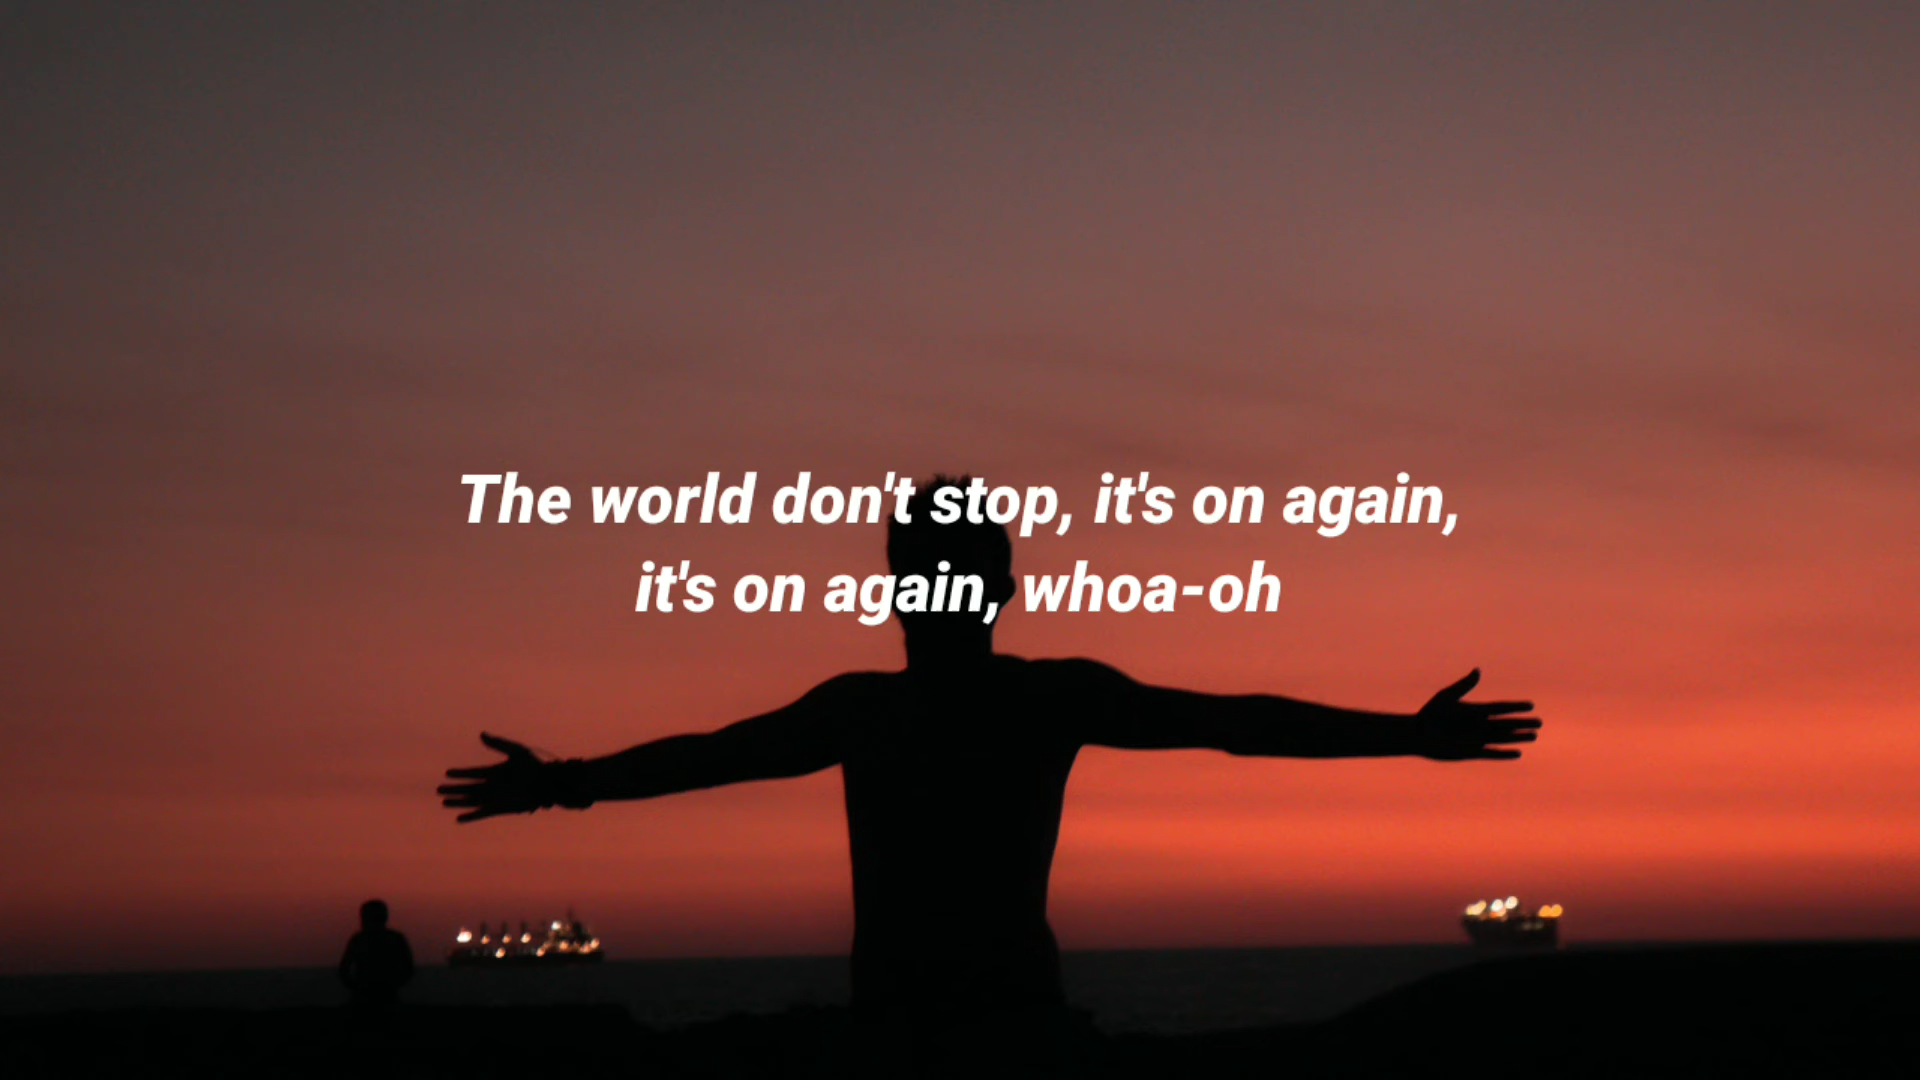 The world don't stop, it's on again,
it's on again, whoa-oh